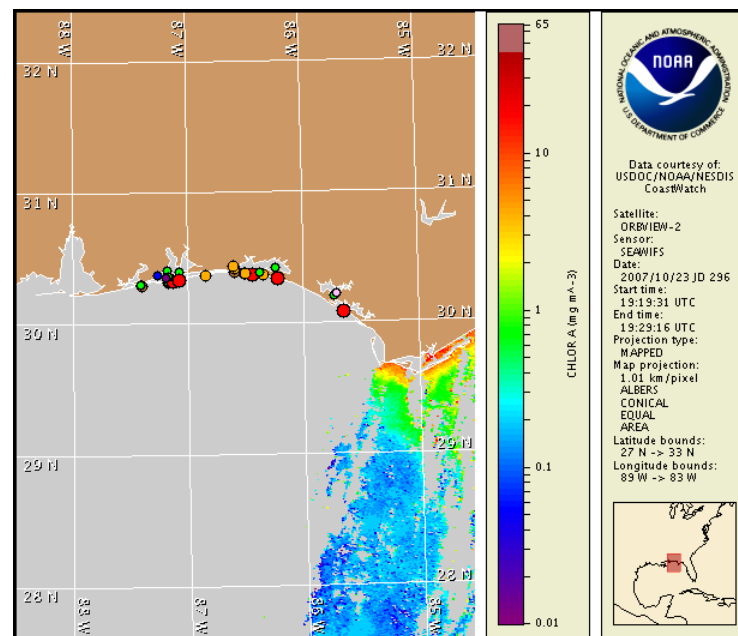 88 W
87 W
85 W
32 N
32 N
31 N
31 N
30 N
30 N
29 N
29 N
28 N
28 N
88 W
87 W
86 W
85 W
65
10
1
0.1
0.01
CHLOR A (mg m^-3)
NATIONAL OCEANIC AND ATMOSPHERIC ADMINISTRATION
NOAA
U.S. DEPARTMENT OF COMMERCE
Data courtesy of:
USDOC/NOAA/NESDIS
CoastWatch
Satellite:
ORBVIEW-2
Sensor:
SEAWIFS
Date:
2007/10/23 JD 296
Start time:
19:19:31 UTC
End time:
19:29:16 UTC
Projection type:
MAPPED
Map projection:
1.01 km/pixel
ALBERS
CONICAL
EQUAL
AREA
Latitude bounds:
27 N -> 33 N
Longitude bounds:
89 W -> 83 W